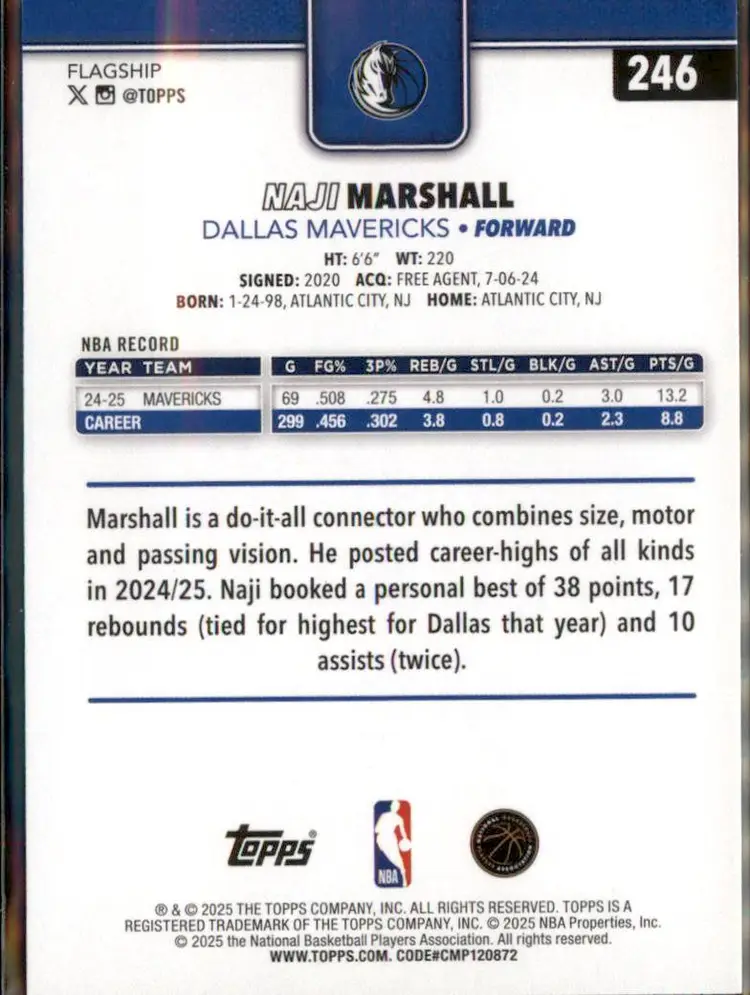 FLAGSHIP
246
X @TOPPS
NAJI MARSHALL
DALLAS MAVERICKS • FORWARD
HT: 6'6" WT: 220
SIGNED: 2020 ACQ: FREE AGENT, 7-06-24
BORN: 1-24-98, ATLANTIC CITY, NJ HOME: ATLANTIC CITY, NJ
NBA RECORD
YEAR TEAM G FG% 3P% REB/G STL/G BLK/G AST/G PTS/G
24-25 MAVERICKS 69 .508 .275 4.8 1.0 0.2 3.0 13.2
CAREER 299 .456 .302 3.8 0.8 0.2 2.3 8.8
Marshall is a do-it-all connector who combines size, motor
and passing vision. He posted career-highs of all kinds
in 2024/25. Naji booked a personal best of 38 points, 17
rebounds (tied for highest for Dallas that year) and 10
assists (twice).
Topps®
NBA
NATIONAL BASKETBALL PLAYERS ASSOCIATION
® & © 2025 THE TOPPS COMPANY, INC. ALL RIGHTS RESERVED. TOPPS IS A
REGISTERED TRADEMARK OF THE TOPPS COMPANY, INC. © 2025 NBA Properties, Inc.
© 2025 the National Basketball Players Association. All rights reserved.
WWW.TOPPS.COM. CODE#CMP120872